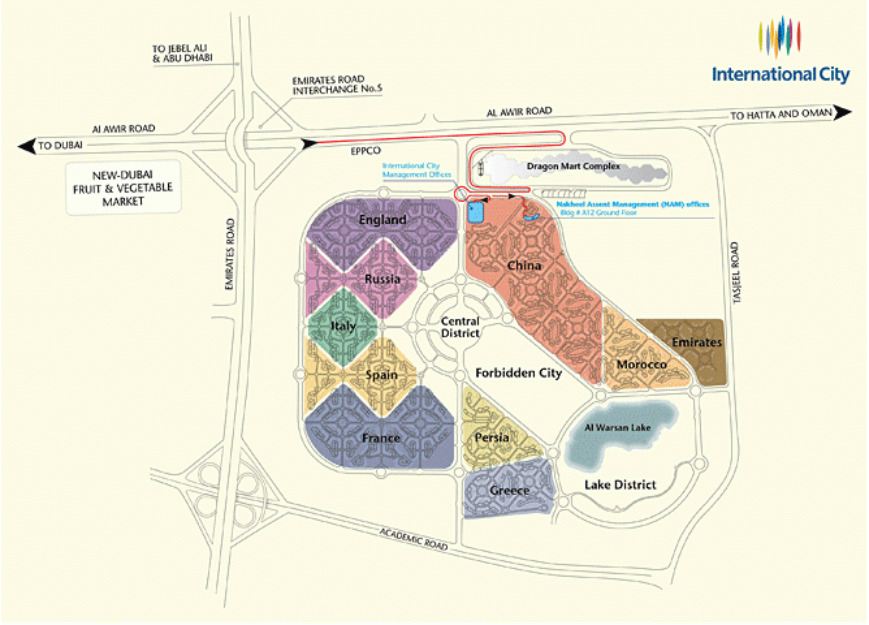 International City
TO JEBEL ALI
& ABU DHABI
EMIRATES ROAD
INTERCHANGE No.5
AL AWIR ROAD
TO HATTA AND OMAN
Al AWIR ROAD
TO DUBAI
EPPCO
NEW-DUBAI
FRUIT & VEGETABLE
MARKET
International City
Management Offices
Dragon Mart Complex
Nakheel Assent Management (NAM) offices
Bldg # A12 Ground Floor
England
China
Russia
EMIRATES ROAD
TASJEEL ROAD
Italy
Central
District
Emirates
Morocco
Spain
Forbidden City
France
Persia
Al Warsan Lake
Greece
Lake District
ACADEMIC ROAD